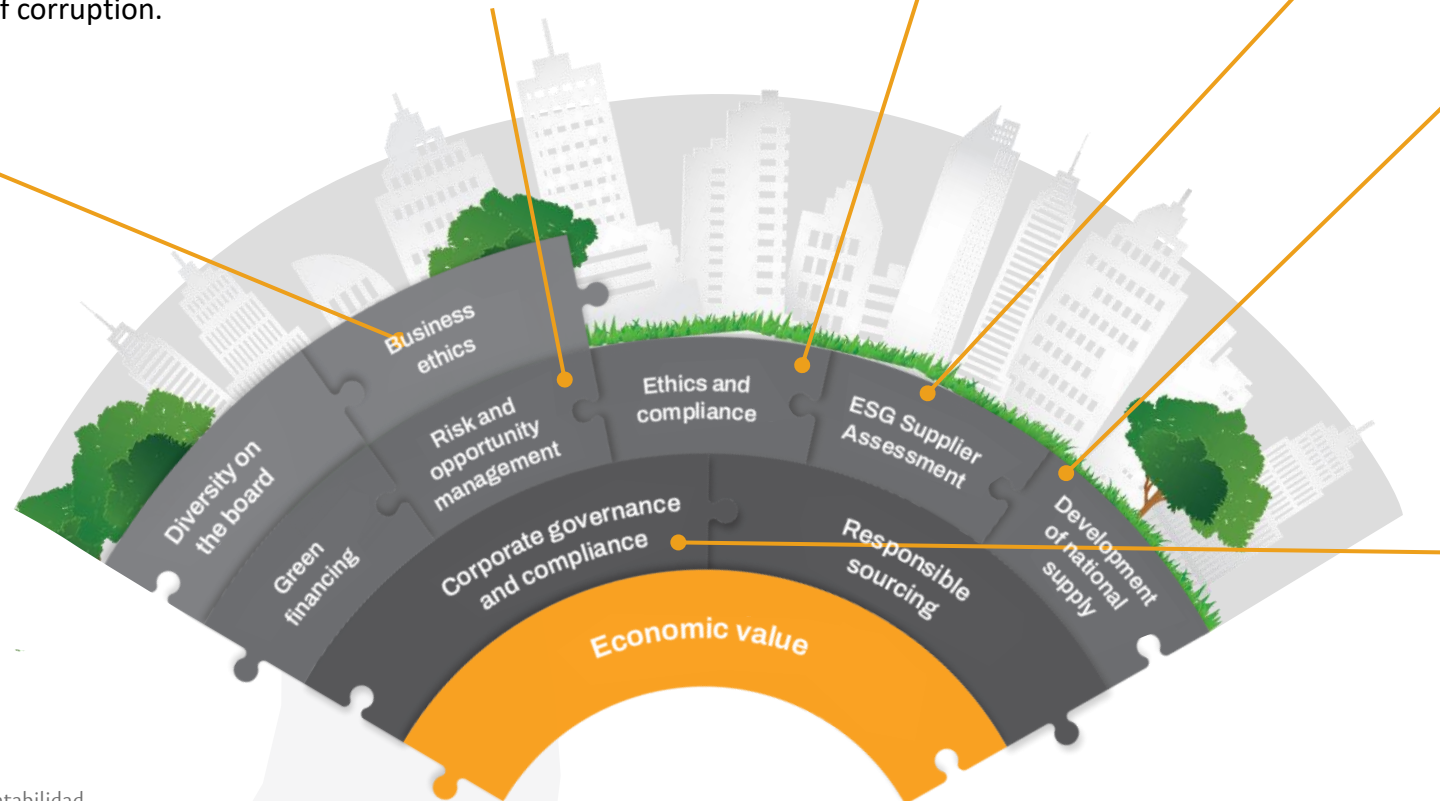 f corruption.
Business
ethics
Diversity on
the board
Risk and
opportunity
management
Ethics and
compliance
ESG Supplier
Assessment
Green
financing
Corporate governance
and compliance
Responsible
sourcing
Development
of national
supply
Economic value
ntabilidad